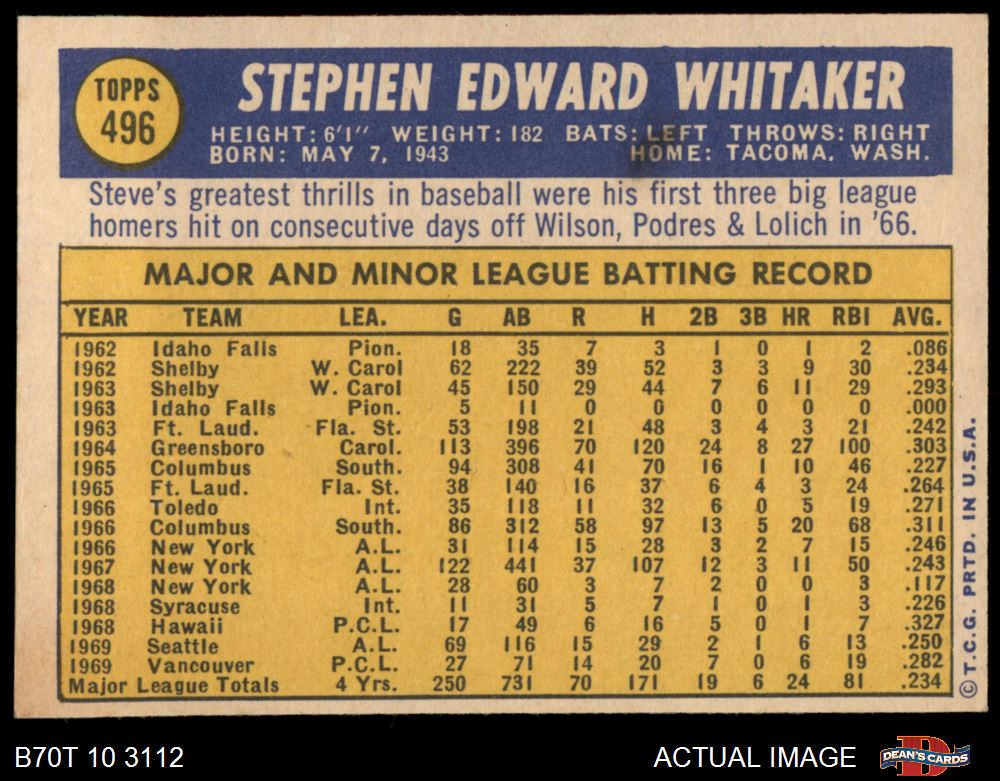 TOPPS
496
STEPHEN EDWARD WHITAKER
HEIGHT: 6'1" WEIGHT: 182 BATS: LEFT THROWS: RIGHT
BORN: MAY 7, 1943 HOME: TACOMA, WASH.
Steve's greatest thrills in baseball were his first three big league
homers hit on consecutive days off Wilson, Podres & Lolich in '66.
MAJOR AND MINOR LEAGUE BATTING RECORD
YEAR TEAM LEA. G AB R H 2B 3B HR RBI AVG.
1962 Idaho Falls Pion. 18 35 7 3 1 0 1 2 .086
1962 Shelby W. Carol 62 222 39 52 3 3 9 30 .234
1963 Shelby W. Carol 45 150 29 44 7 6 11 29 .293
1963 Idaho Falls Pion. 5 11 0 0 0 0 0 0 .000
1963 Ft. Laud. Fla. St. 53 198 21 48 3 4 3 21 .242
1964 Greensboro Carol. 113 396 70 120 24 8 27 100 .303
1965 Columbus South. 94 308 41 70 16 1 10 46 .227
1965 Ft. Laud. Fla. St. 38 140 16 37 6 4 3 24 .264
1966 Toledo Int. 35 118 11 32 6 0 5 19 .271
1966 Columbus South. 86 312 58 97 13 5 20 68 .311
1966 New York A.L. 31 114 15 28 3 2 7 15 .246
1967 New York A.L. 122 441 37 107 12 3 11 50 .243
1968 New York A.L. 28 60 3 7 2 0 0 3 .117
1968 Syracuse Int. 11 31 5 7 1 0 1 3 .226
1968 Hawaii P.C.L. 17 49 6 16 5 0 1 7 .327
1969 Seattle A.L. 69 116 15 29 2 1 6 13 .250
1969 Vancouver P.C.L. 27 71 14 20 7 0 6 19 .282
Major League Totals 4 Yrs. 250 731 70 171 19 6 24 81 .234
© T.C.G. PRTD. IN U.S.A.
B70T 10 3112 ACTUAL IMAGE
DEAN'S CARDS